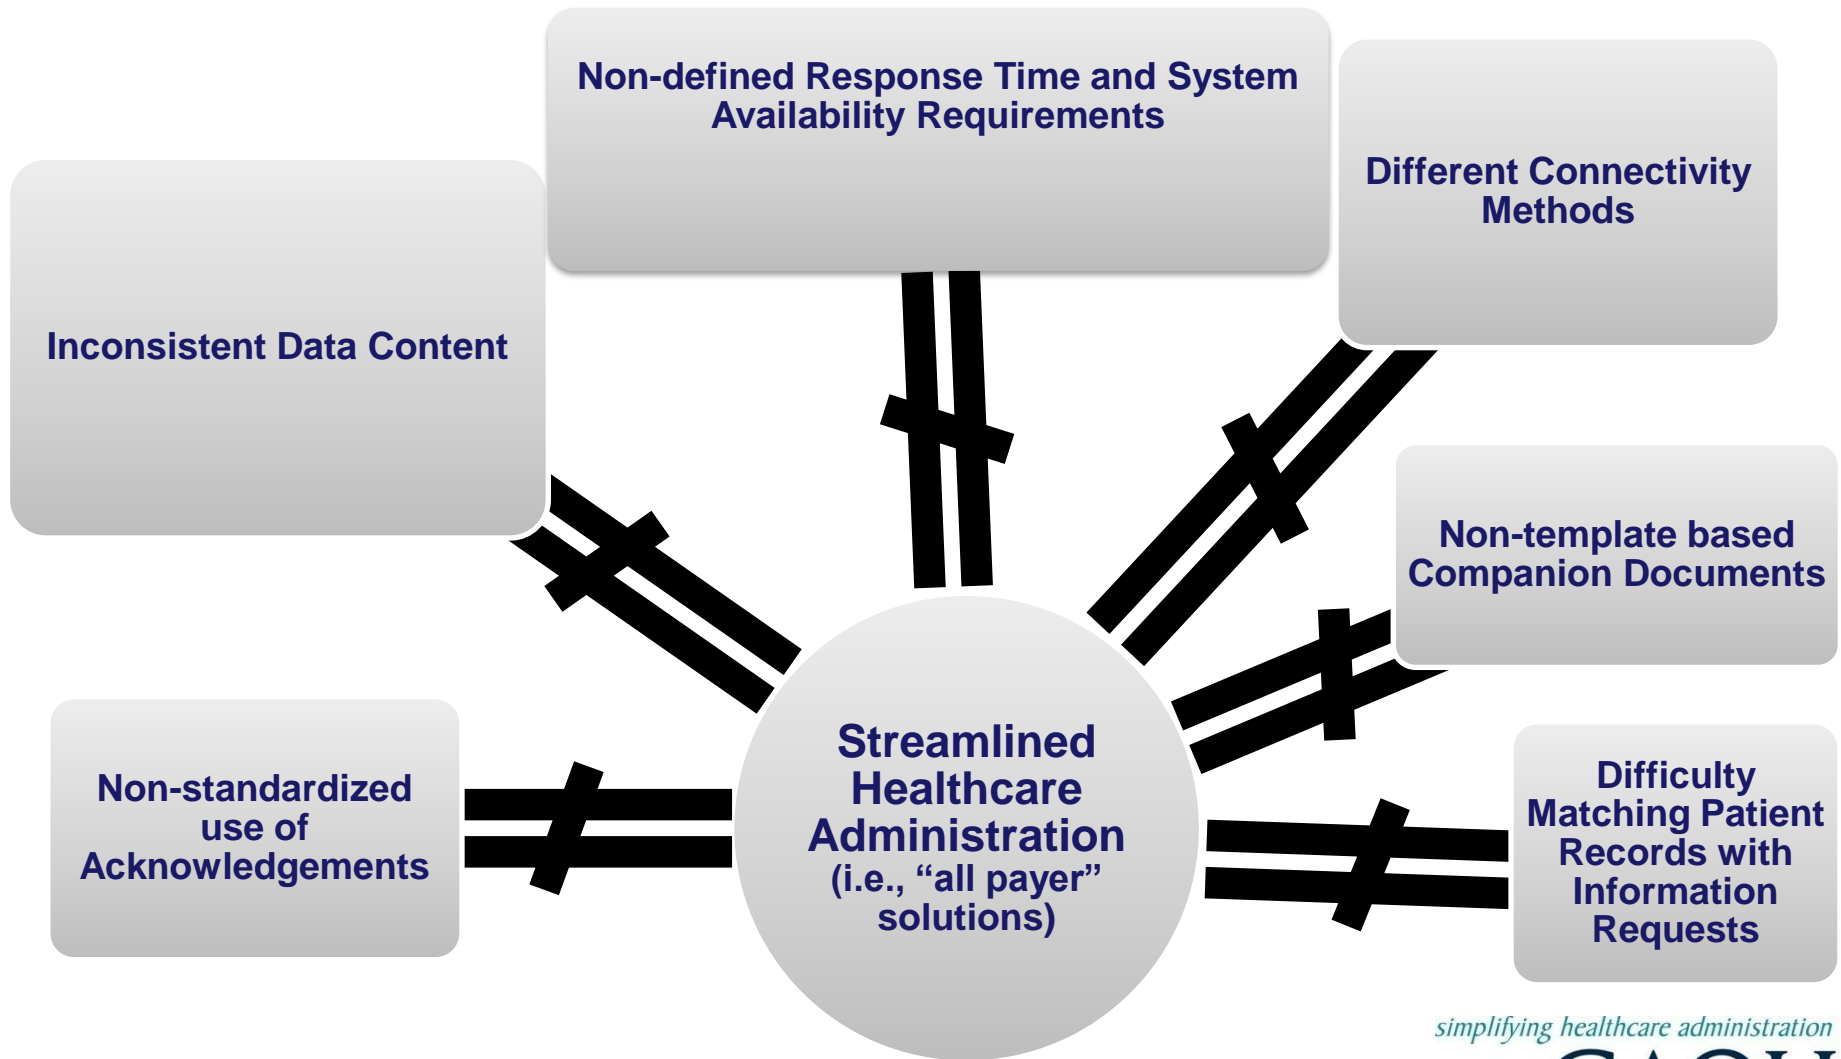 Non-defined Response Time and System
Availability Requirements
Different Connectivity
Methods
Inconsistent Data Content
Non-template based
Companion Documents
Non-standardized
use of
Acknowledgements
Streamlined
Healthcare
Administration
(i.e., “all payer”
solutions)
Difficulty
Matching Patient
Records with
Information
Requests
simplifying healthcare administration
CAQH